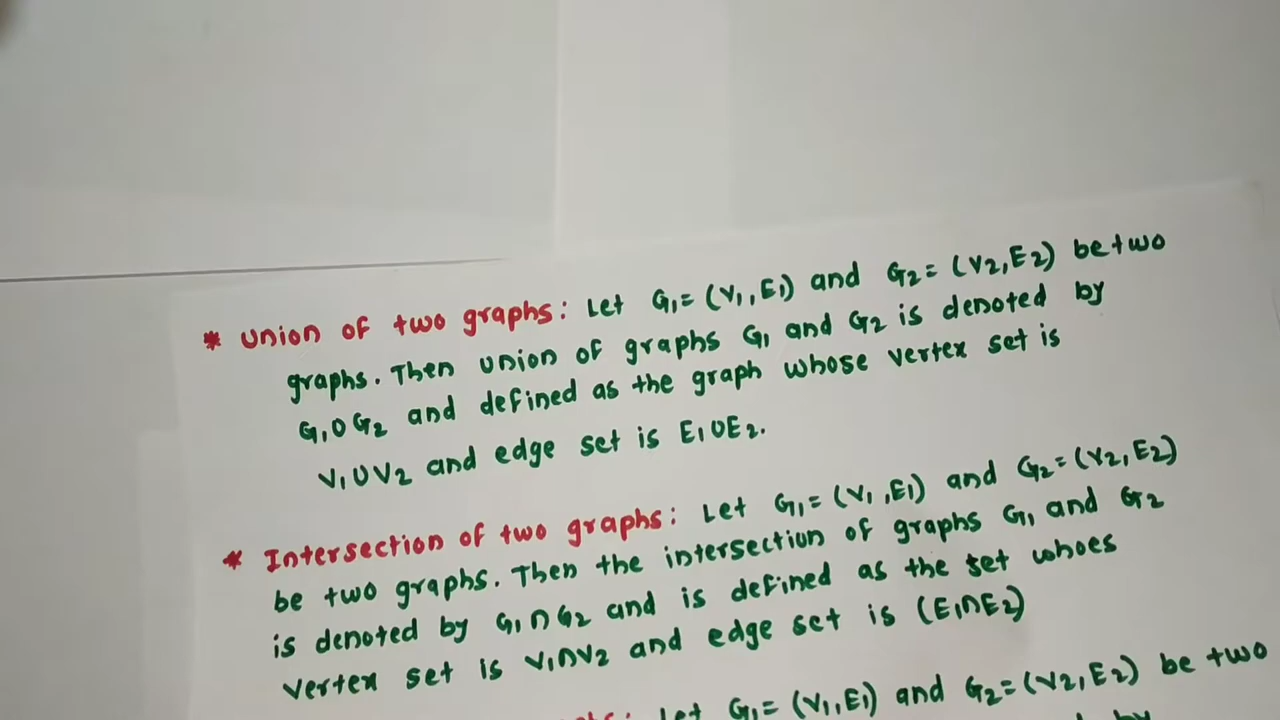 * Union of two graphs: Let G₁= (V₁, E₁) and G₂= (V₂, E₂) be two
graphs. Then union of graphs G₁ and G₂ is denoted by
G₁∪G₂ and defined as the graph whose vertex set is
V₁∪V₂ and edge set is E₁∪E₂.
* Intersection of two graphs: Let G₁= (V₁, E₁) and G₂= (V₂, E₂)
be two graphs. Then the intersection of graphs G₁ and G₂
is denoted by G₁∩G₂ and is defined as the set whoes
vertex set is V₁∩V₂ and edge set is (E₁∩E₂)
Let G₁= (V₁, E₁) and G₂= (V₂, E₂) be two